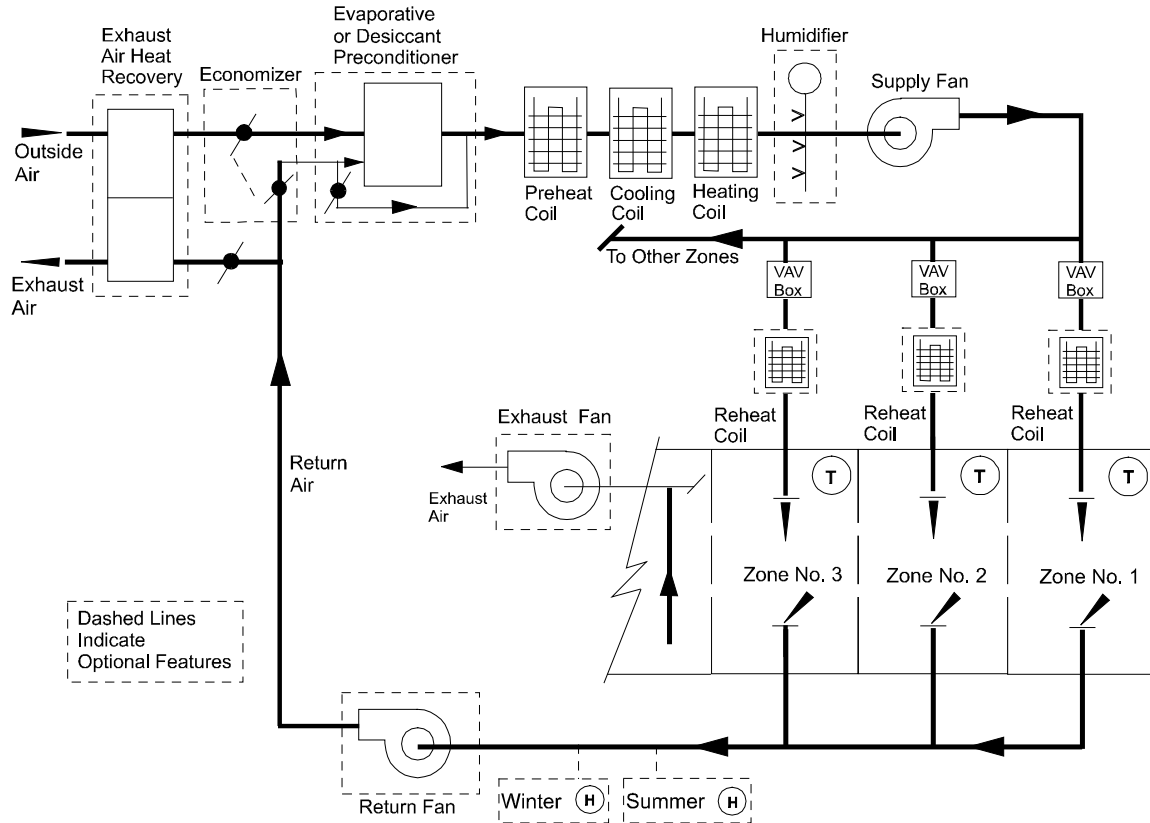 Evaporative
or Desiccant
Preconditioner
Exhaust
Air Heat
Recovery
Economizer
Humidifier
Supply Fan
Outside
Air
Exhaust
Air
Preheat
Coil
Cooling
Coil
Heating
Coil
To Other Zones
VAV
Box
VAV
Box
VAV
Box
Reheat
Coil
Reheat
Coil
Reheat
Coil
Exhaust Fan
Exhaust
Air
Return
Air
T
T
T
Zone No. 3
Zone No. 2
Zone No. 1
Dashed Lines
Indicate
Optional Features
Return Fan
Winter H
Summer H